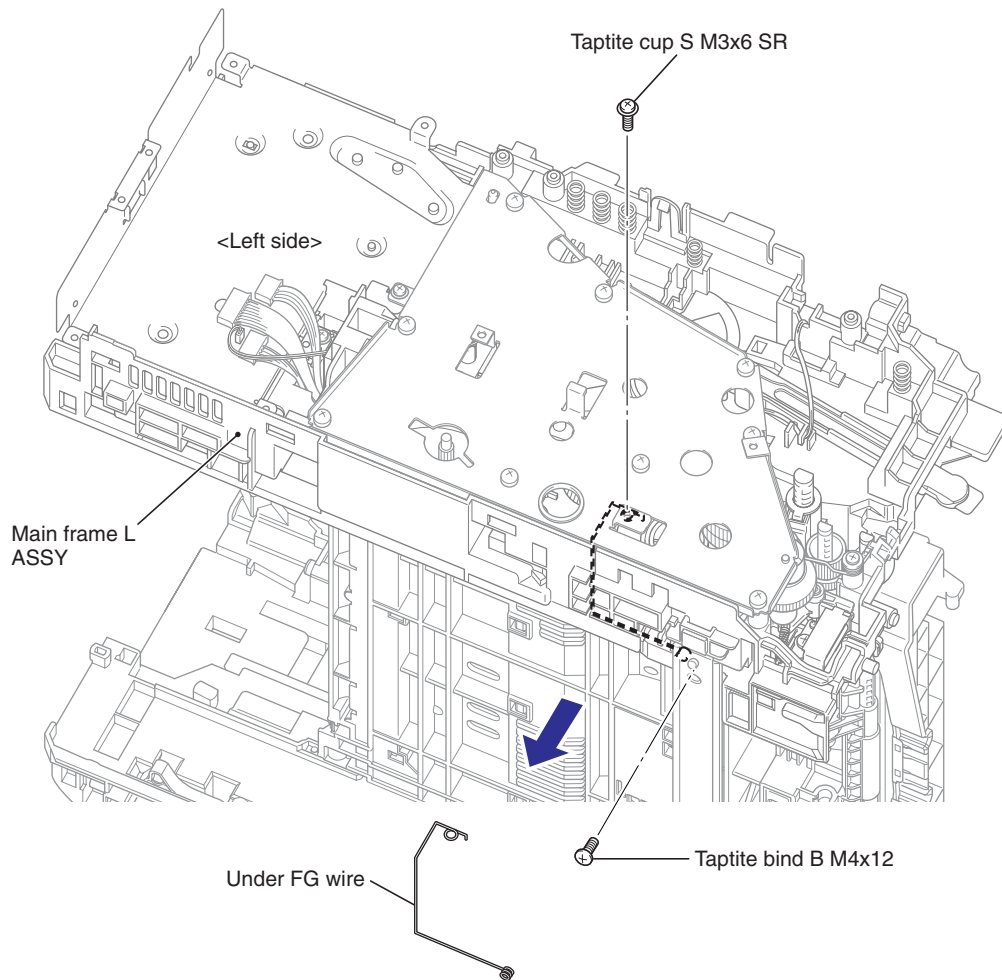 Taptite cup S M3x6 SR
<Left side>
Main frame L
ASSY
Taptite bind B M4x12
Under FG wire